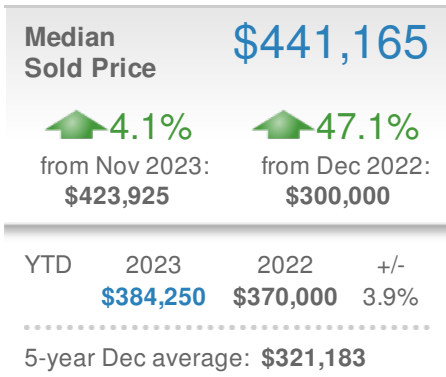 Median
Sold Price
$441,165
4.1%
47.1%
from Nov 2023:
from Dec 2022:
$423,925
$300,000
YTD 2023 2022 +/-
$384,250 $370,000 3.9%
5-year Dec average: $321,183